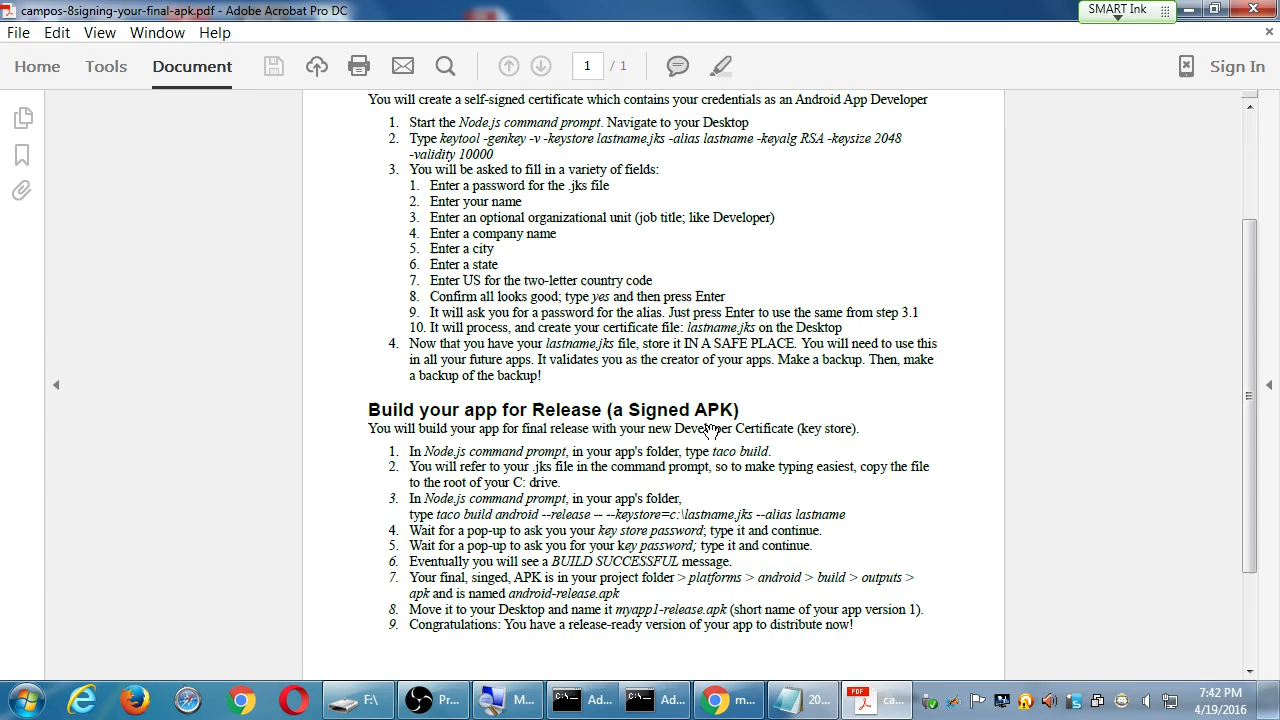 campos-8signing-your-final-apk.pdf - Adobe Acrobat Pro DC
SMART Ink
File Edit View Window Help
Home Tools Document 1 / 1 Sign In
You will create a self-signed certificate which contains your credentials as an Android App Developer
1. Start the Node.js command prompt. Navigate to your Desktop
2. Type keytool -genkey -v -keystore lastname.jks -alias lastname -keyalg RSA -keysize 2048
-validity 10000
3. You will be asked to fill in a variety of fields:
1. Enter a password for the .jks file
2. Enter your name
3. Enter an optional organizational unit (job title; like Developer)
4. Enter a company name
5. Enter a city
6. Enter a state
7. Enter US for the two-letter country code
8. Confirm all looks good; type yes and then press Enter
9. It will ask you for a password for the alias. Just press Enter to use the same from step 3.1
10. It will process, and create your certificate file: lastname.jks on the Desktop
4. Now that you have your lastname.jks file, store it IN A SAFE PLACE. You will need to use this
in all your future apps. It validates you as the creator of your apps. Make a backup. Then, make
a backup of the backup!
Build your app for Release (a Signed APK)
You will build your app for final release with your new Developer Certificate (key store).
1. In Node.js command prompt, in your app's folder, type taco build.
2. You will refer to your .jks file in the command prompt, so to make typing easiest, copy the file
to the root of your C: drive.
3. In Node.js command prompt, in your app's folder,
type taco build android --release -- --keystore=c:\lastname.jks --alias lastname
4. Wait for a pop-up to ask you your key store password; type it and continue.
5. Wait for a pop-up to ask you for your key password; type it and continue.
6. Eventually you will see a BUILD SUCCESSFUL message.
7. Your final, singed, APK is in your project folder > platforms > android > build > outputs >
apk and is named android-release.apk
8. Move it to your Desktop and name it myapp1-release.apk (short name of your app version 1).
9. Congratulations: You have a release-ready version of your app to distribute now!
F:\ Pr... M... Ad... Ad... m... 20... ca... 7:42 PM
4/19/2016